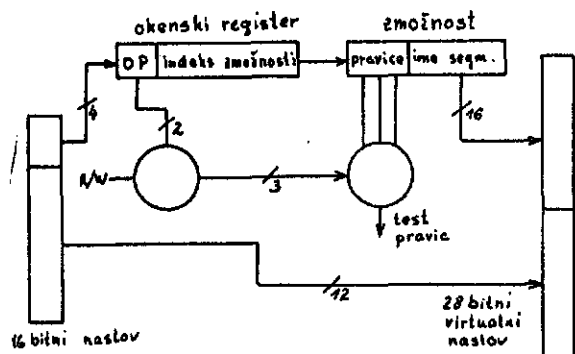 okenski register
zmožnost
OP
indeks zmožnosti
pravice
ime segm.
4
2
16
R/W
3
test
pravic
12
16 bitni naslov
28 bitni
virtualni
naslov